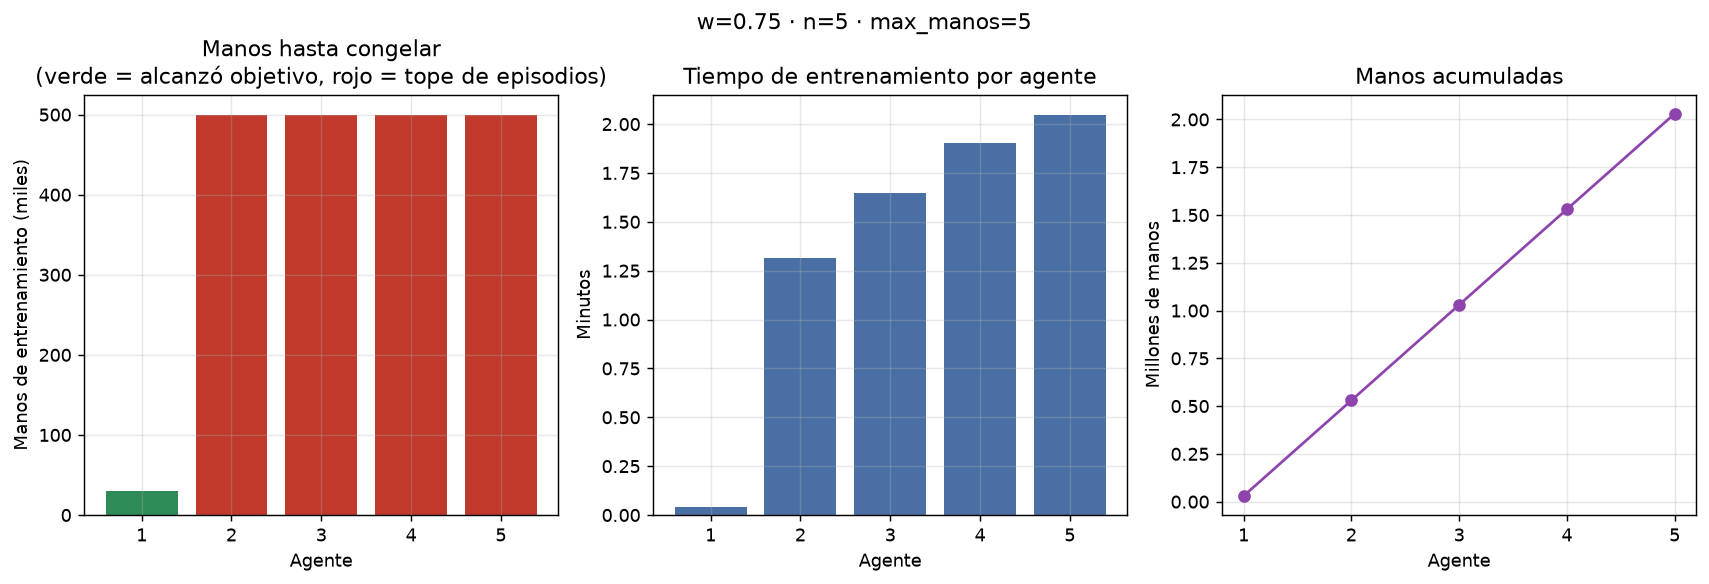 w=0.75 · n=5 · max_manos=5
Manos hasta congelar
(verde = alcanzó objetivo, rojo = tope de episodios)
Manos de entrenamiento (miles)
500
400
300
200
100
0
1 2 3 4 5
Agente
Tiempo de entrenamiento por agente
Minutos
2.00
1.75
1.50
1.25
1.00
0.75
0.50
0.25
0.00
1 2 3 4 5
Agente
Manos acumuladas
Millones de manos
2.00
1.75
1.50
1.25
1.00
0.75
0.50
0.25
0.00
1 2 3 4 5
Agente